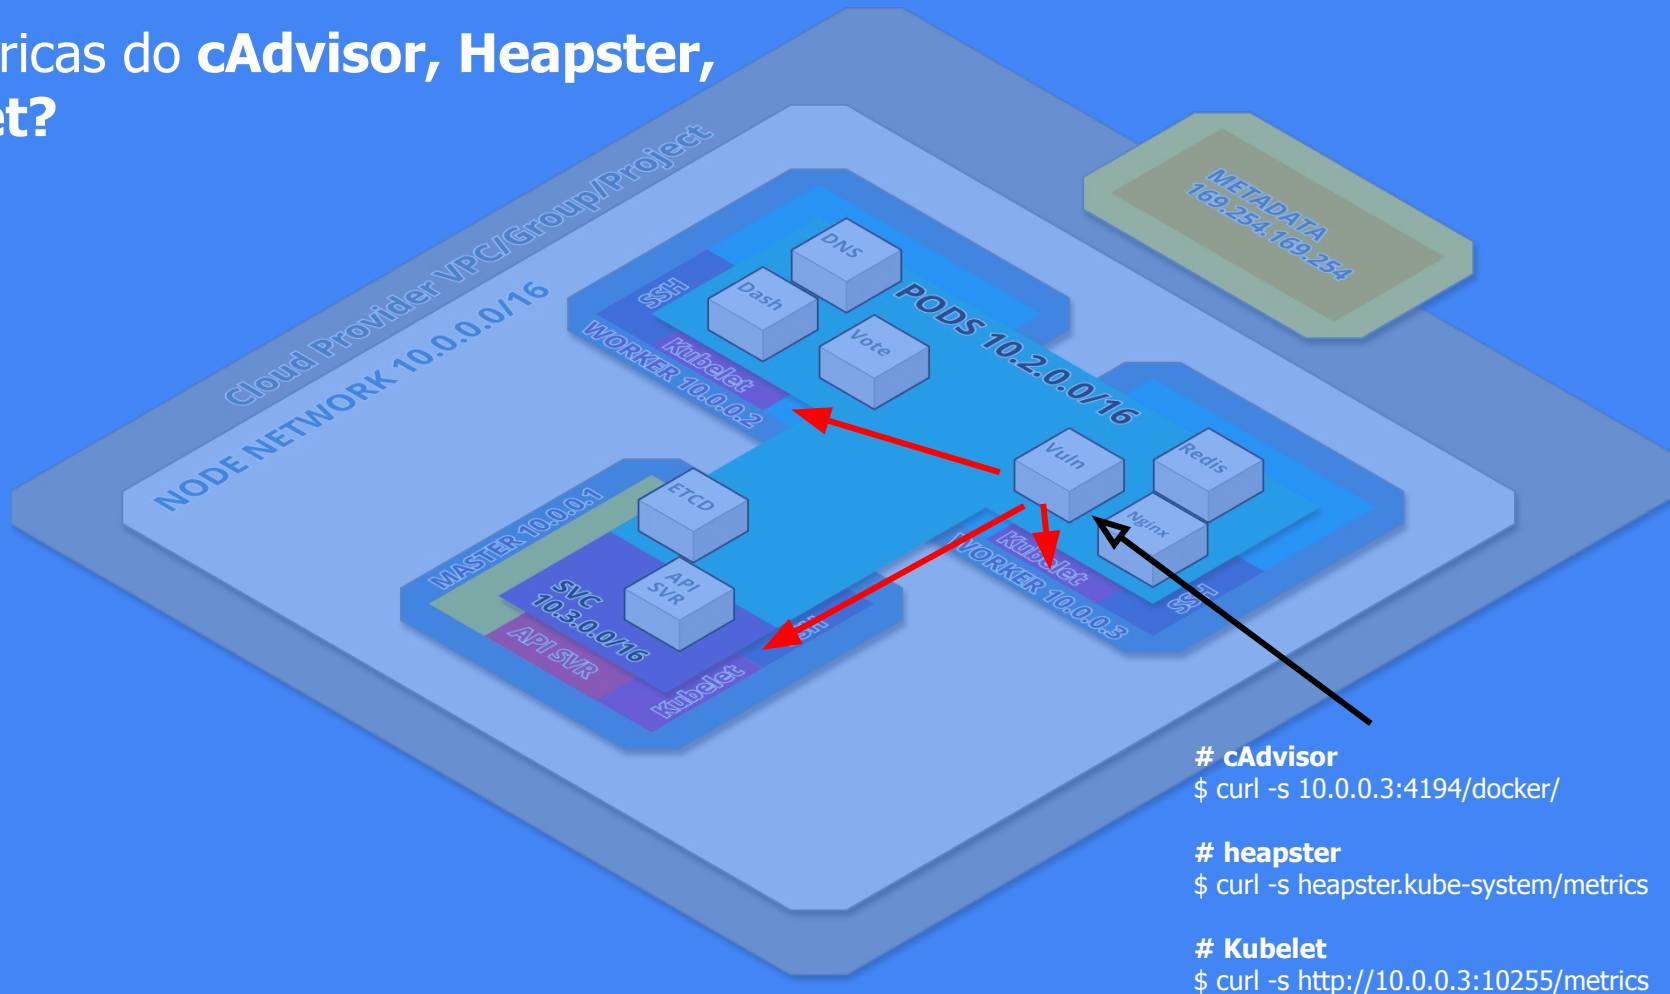 ricas do cAdvisor, Heapster,
et?
Cloud Provider VPC/Group/Project
NODE NETWORK 10.0.0.0/16
METADATA
169.254.169.254
DNS
Dash
Vote
PODS 10.2.0.0/16
SSH
Kubelet
WORKER 10.0.0.2
Vuln
Redis
Nginx
Kubelet
WORKER 10.0.0.3
ETCD
MASTER 10.0.0.1
API
SVR
SVC
10.3.0.0/16
API SVR
Kubelet
# cAdvisor
$ curl -s 10.0.0.3:4194/docker/
# heapster
$ curl -s heapster.kube-system/metrics
# Kubelet
$ curl -s http://10.0.0.3:10255/metrics